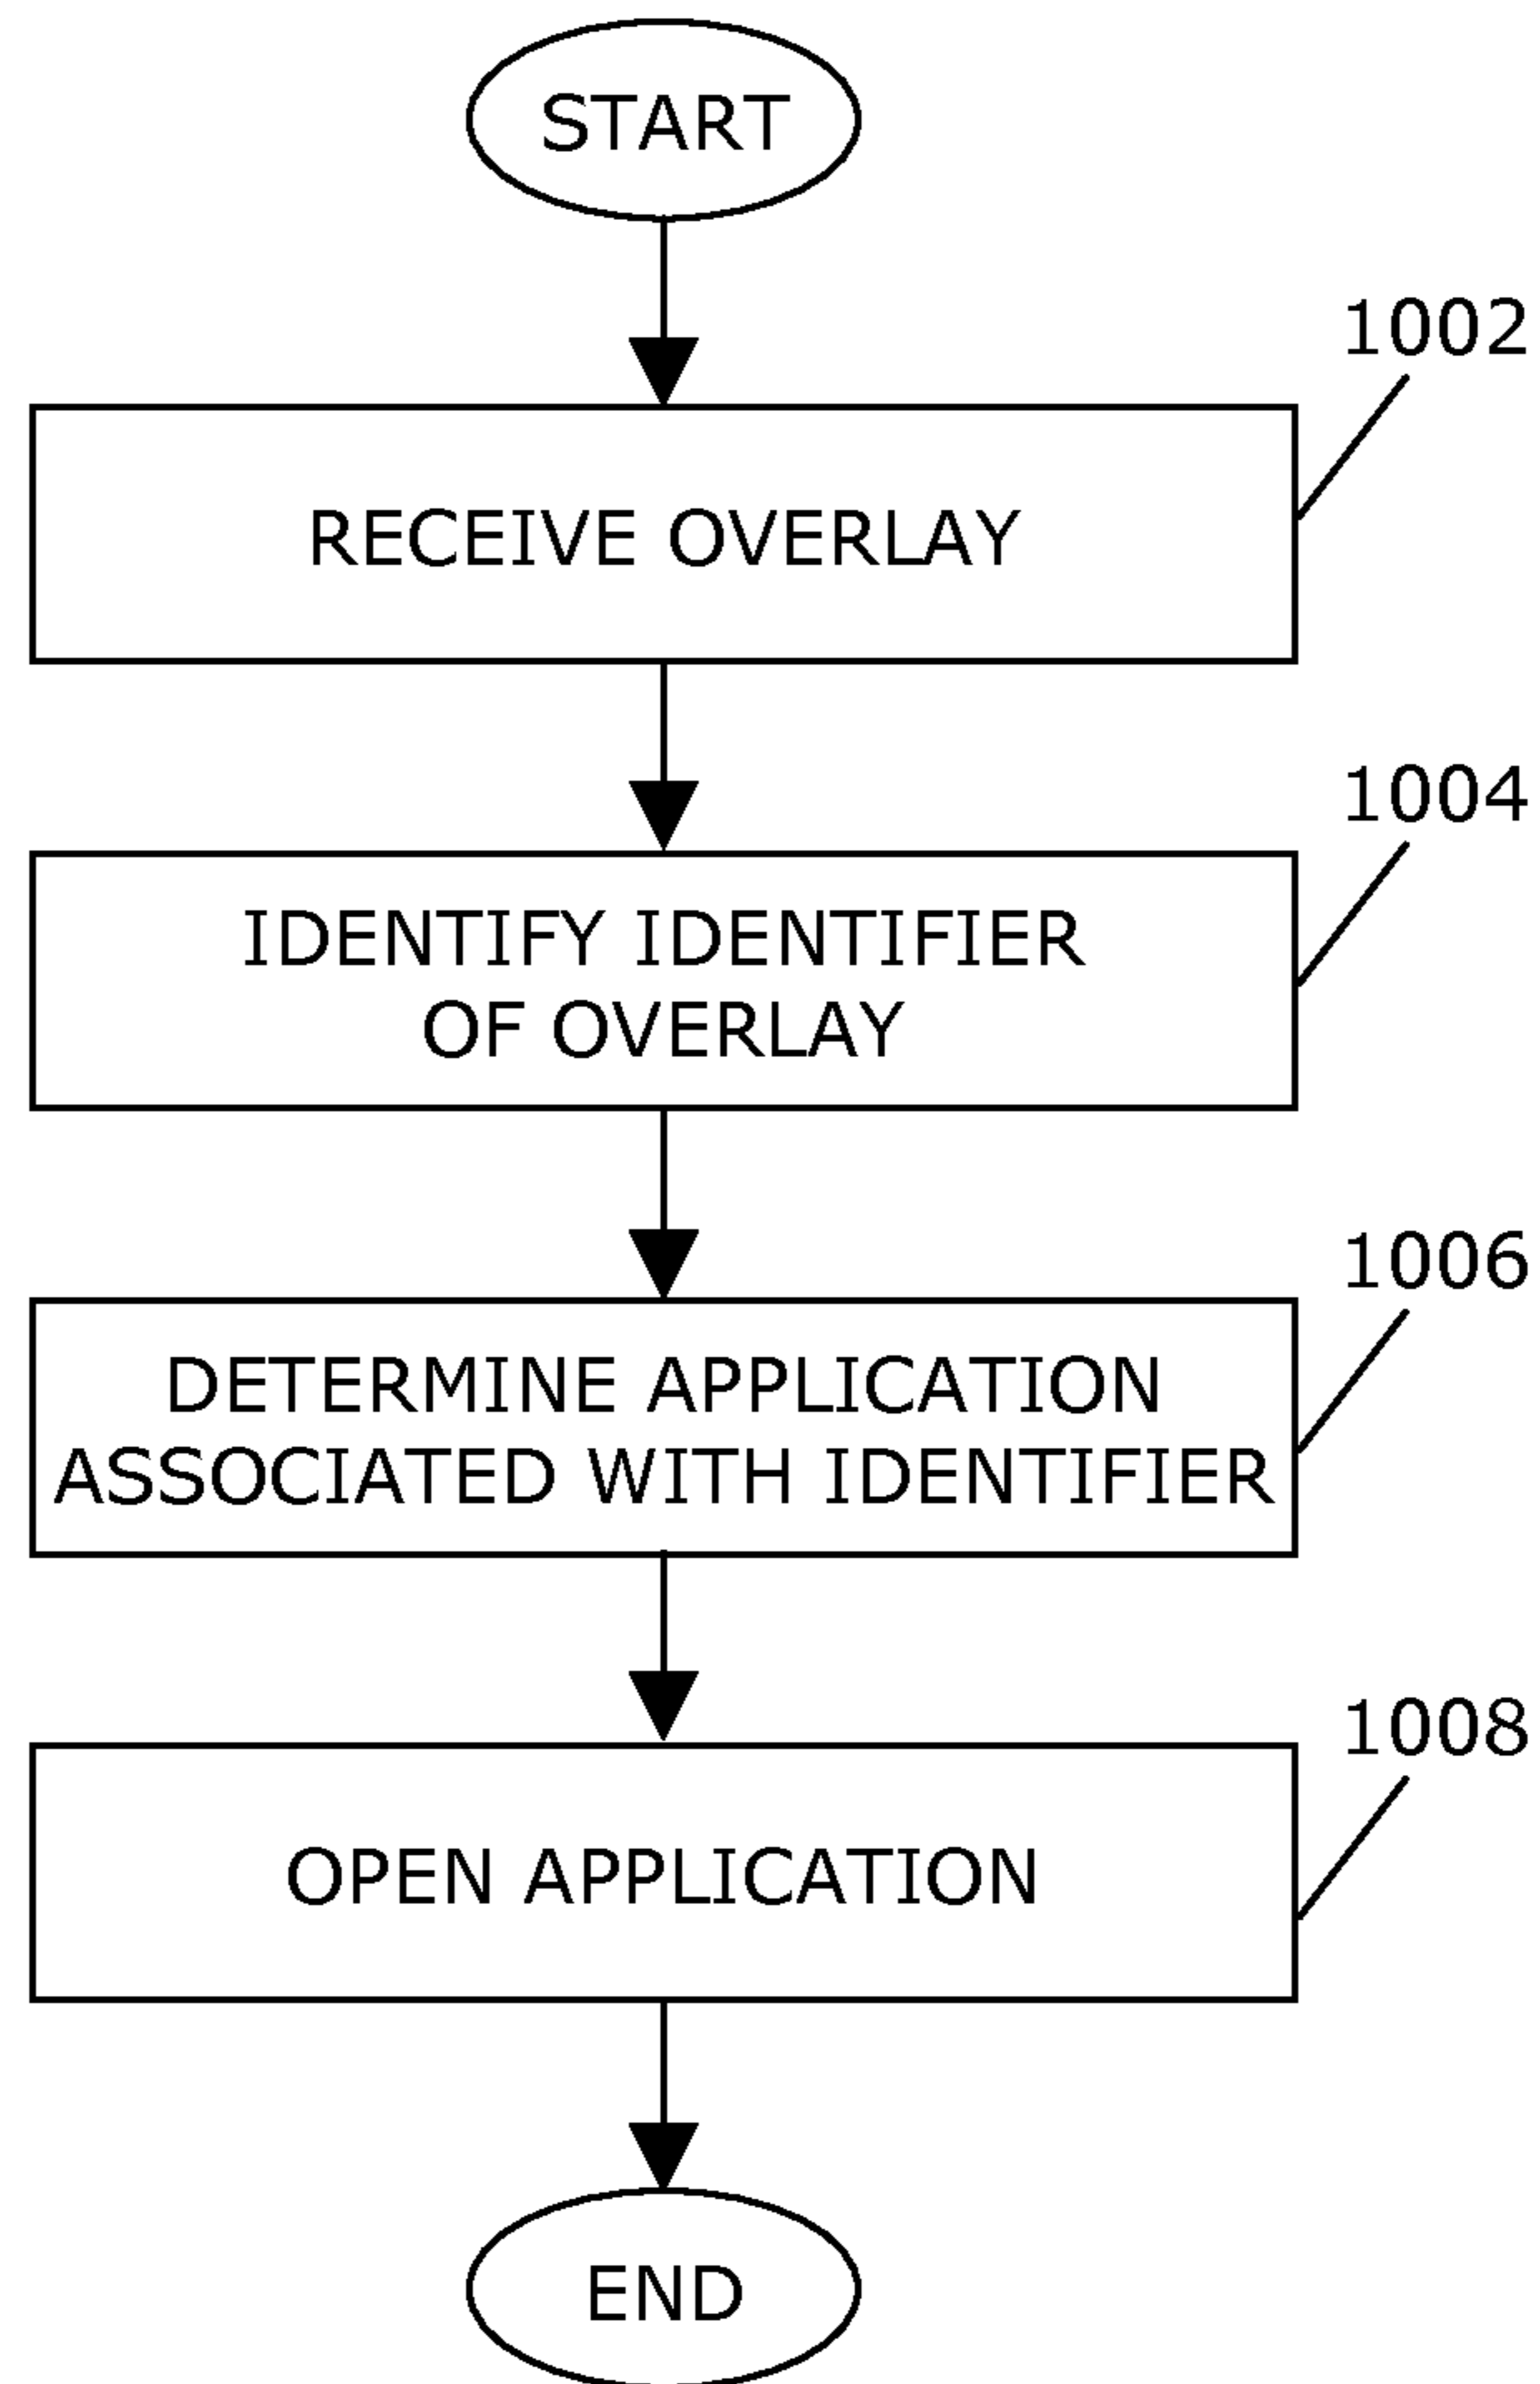 START
1002
RECEIVE OVERLAY
1004
IDENTIFY IDENTIFIER
OF OVERLAY
1006
DETERMINE APPLICATION
ASSOCIATED WITH IDENTIFIER
1008
OPEN APPLICATION
END